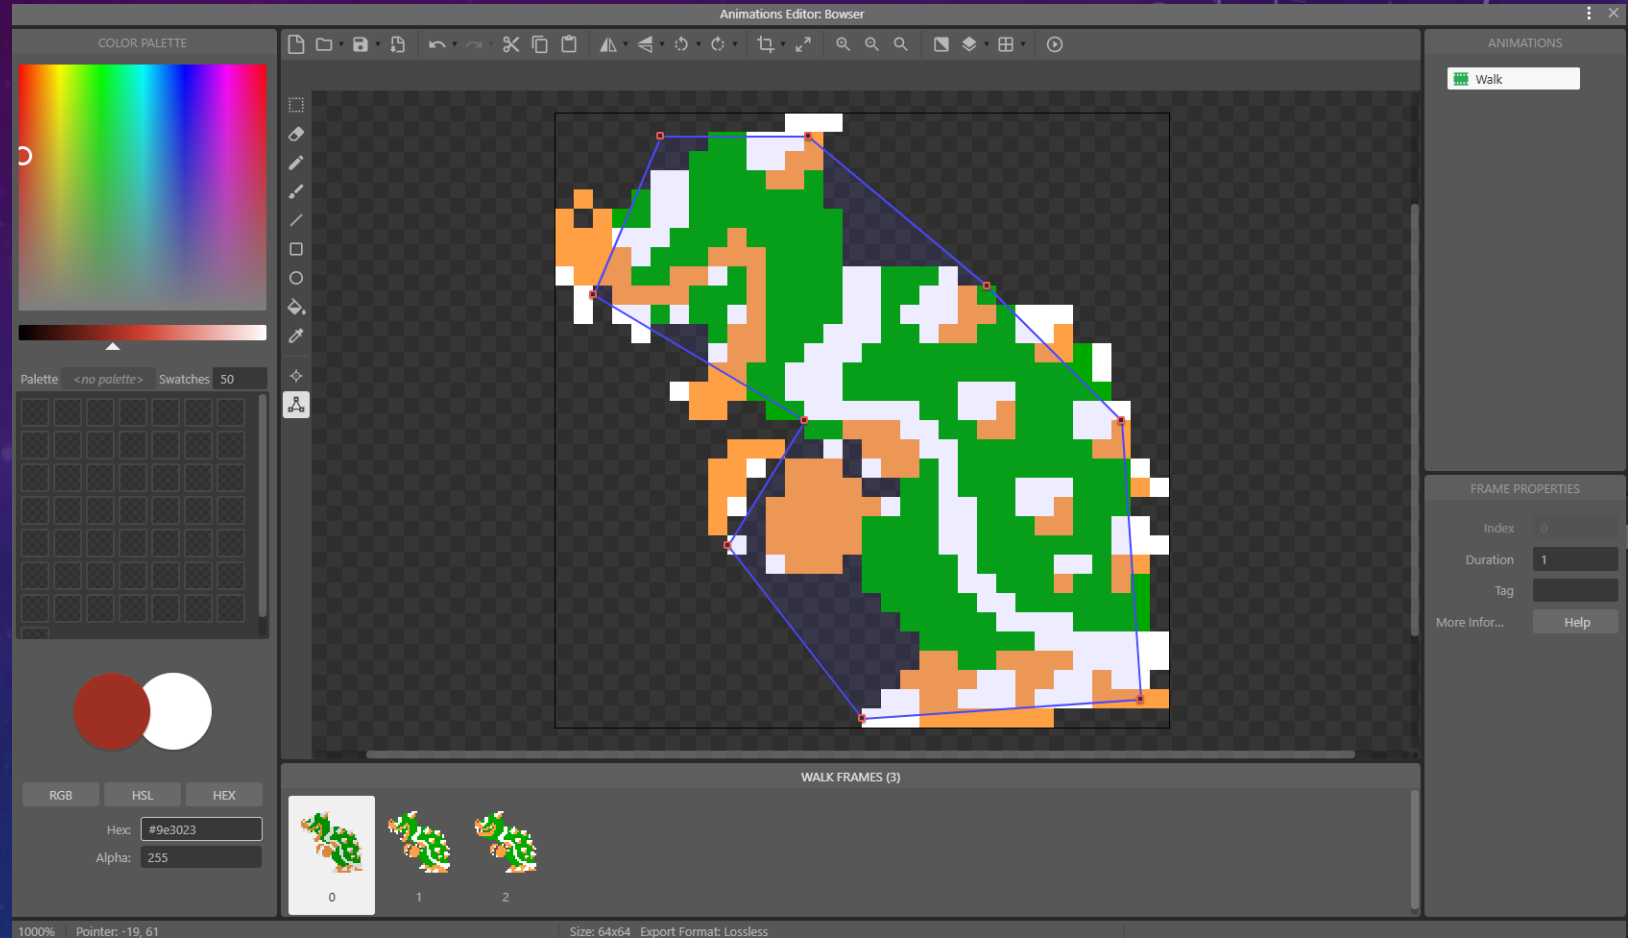 Animations Editor: Bowser
COLOR PALETTE
Palette <no palette> Swatches 50
RGB HSL HEX
Hex: #9e3023
Alpha: 255
WALK FRAMES (3)
0 1 2
ANIMATIONS
Walk
FRAME PROPERTIES
Index 0
Duration 1
Tag
More Infor... Help
1000% Pointer: -19, 61 Size: 64x64 Export Format: Lossless